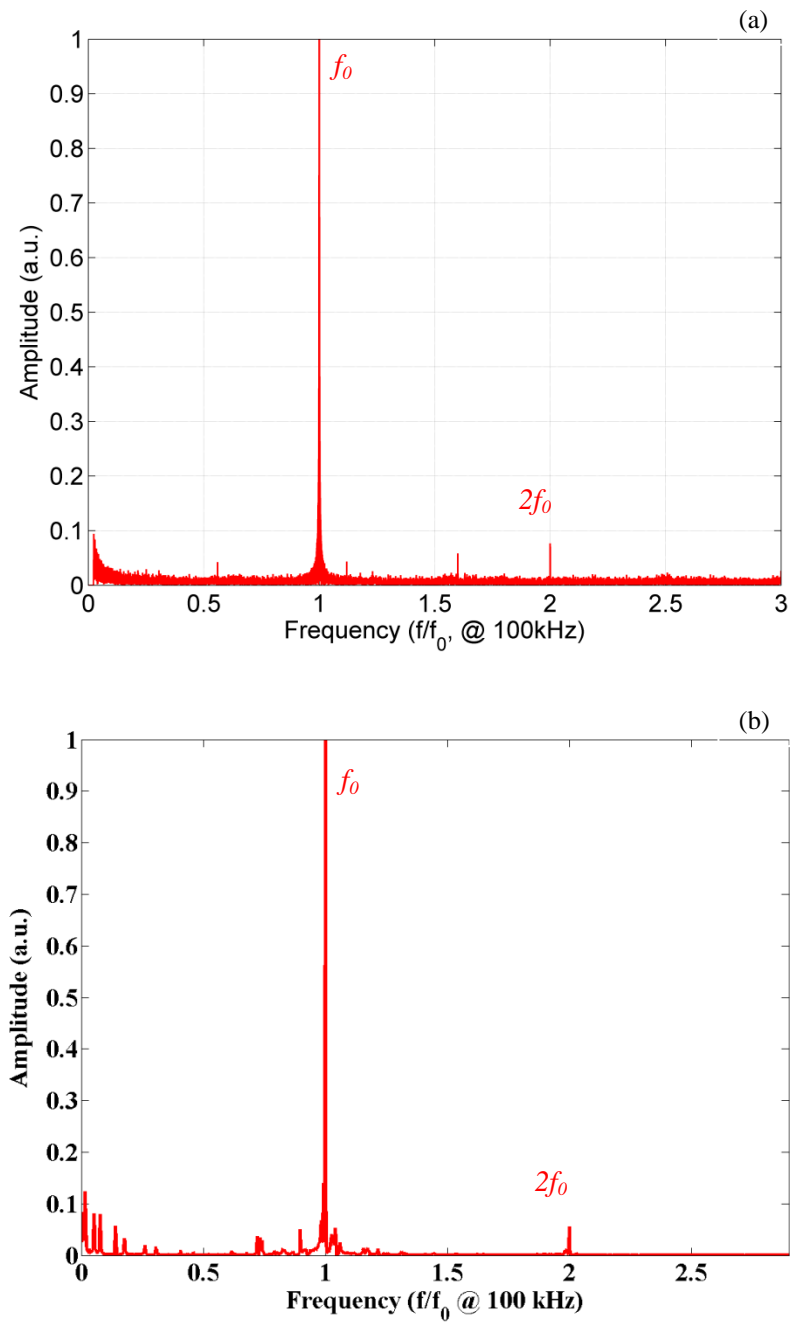 (a)
1
0.9
0.8
0.7
0.6
0.5
0.4
0.3
0.2
0.1
0
Amplitude (a.u.)
f0
2f0
0 0.5 1 1.5 2 2.5 3
Frequency (f/f0, @ 100kHz)
(b)
1
0.9
0.8
0.7
0.6
0.5
0.4
0.3
0.2
0.1
0
Amplitude (a.u.)
f0
2f0
0 0.5 1 1.5 2 2.5
Frequency (f/f0 @ 100 kHz)